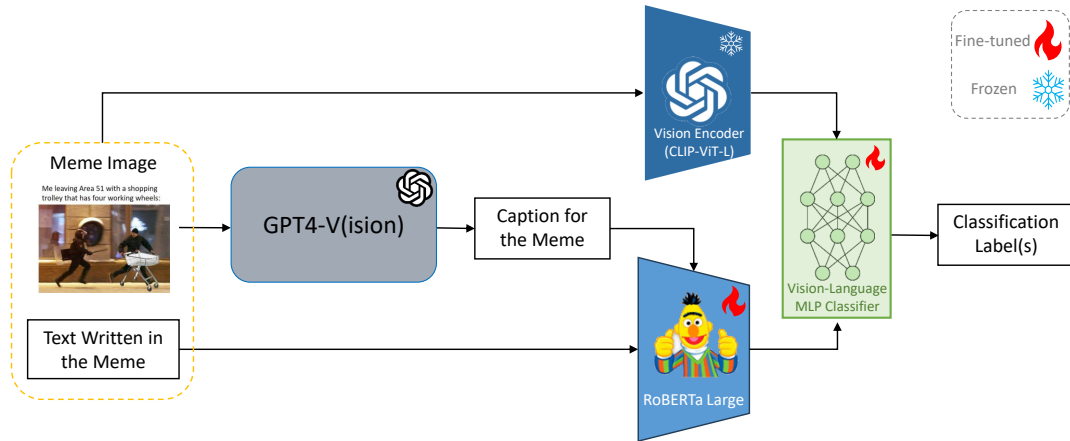 Fine-tuned
Frozen
Vision Encoder
(CLIP-ViT-L)
Meme Image
Me leaving Area 51 with a shopping
trolley that has four working wheels:
GPT4-V(ision)
Caption for
the Meme
Classification
Label(s)
Vision-Language
MLP Classifier
Text Written in
the Meme
RoBERTa Large